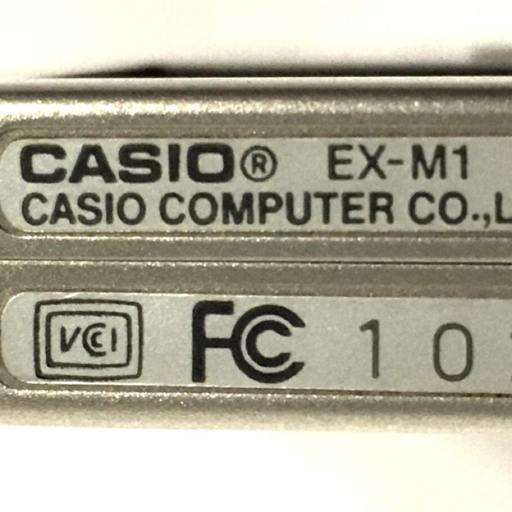 CASIO® EX-M1
CASIO COMPUTER CO.,L
VCCI FC 10